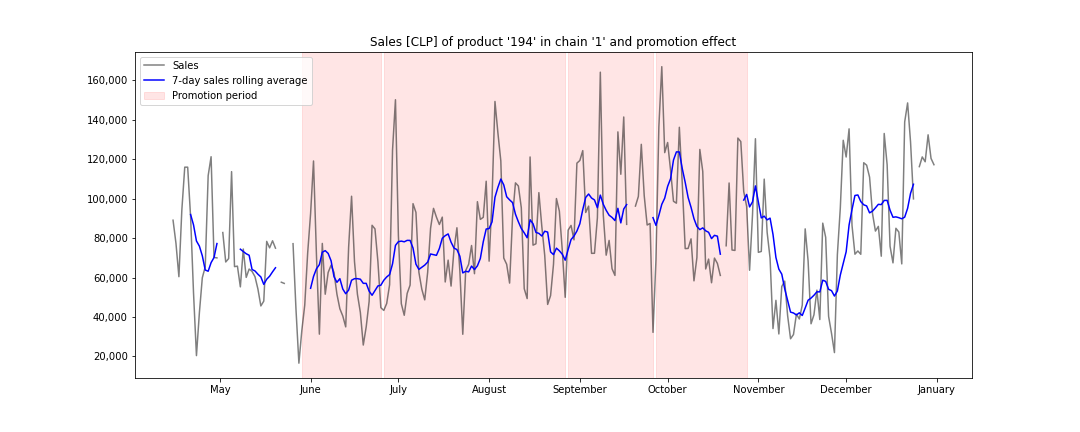 Sales [CLP] of product '194' in chain '1' and promotion effect
Sales
7-day sales rolling average
Promotion period
160,000
140,000
120,000
100,000
80,000
60,000
40,000
20,000
May June July August September October November December January